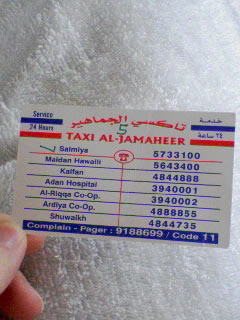 Service خدمة
24 Hours تاكسي الجماهير ٢٤ ساعة
5
TAXI AL-JAMAHEER
Salmiya 5733100
Maidan Hawalli 5643400
Kaifan 4844888
Adan Hospital 3940001
Al-Riqqa Co-Op. 3940002
Ardiya Co-Op. 4888855
Shuwaikh 4844735
Complain - Pager : 9188699 / Code 11